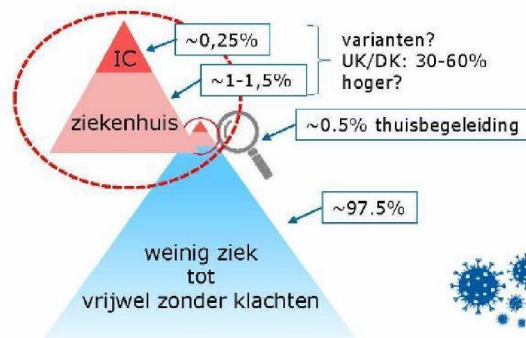 ~0,25%
IC
varianten?
UK/DK: 30-60%
hoger?
~1-1,5%
ziekenhuis
~0.5% thuisbegeleiding
~97.5%
weinig ziek
tot
vrijwel zonder klachten